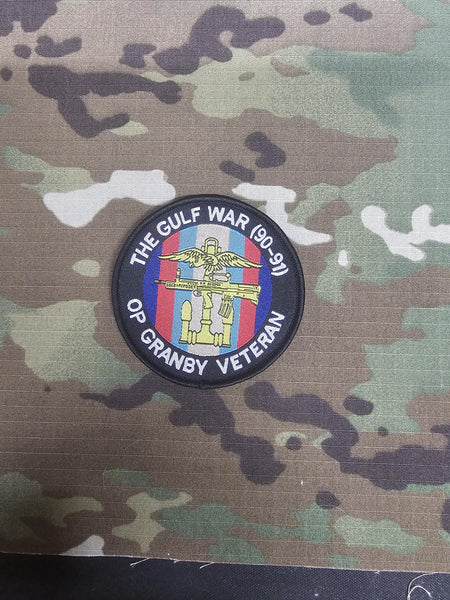 THE GULF WAR (90-91)
OP GRANBY VETERAN